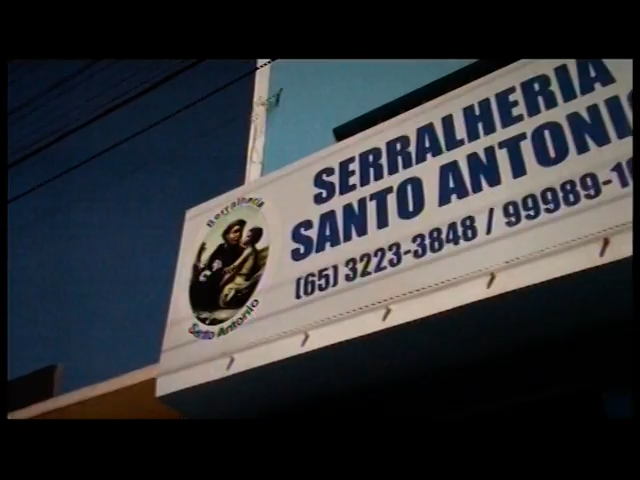 Serralheria
Santo Antonio
SERRALHERIA
SANTO ANTONI
(65) 3223-3848 / 99989-1